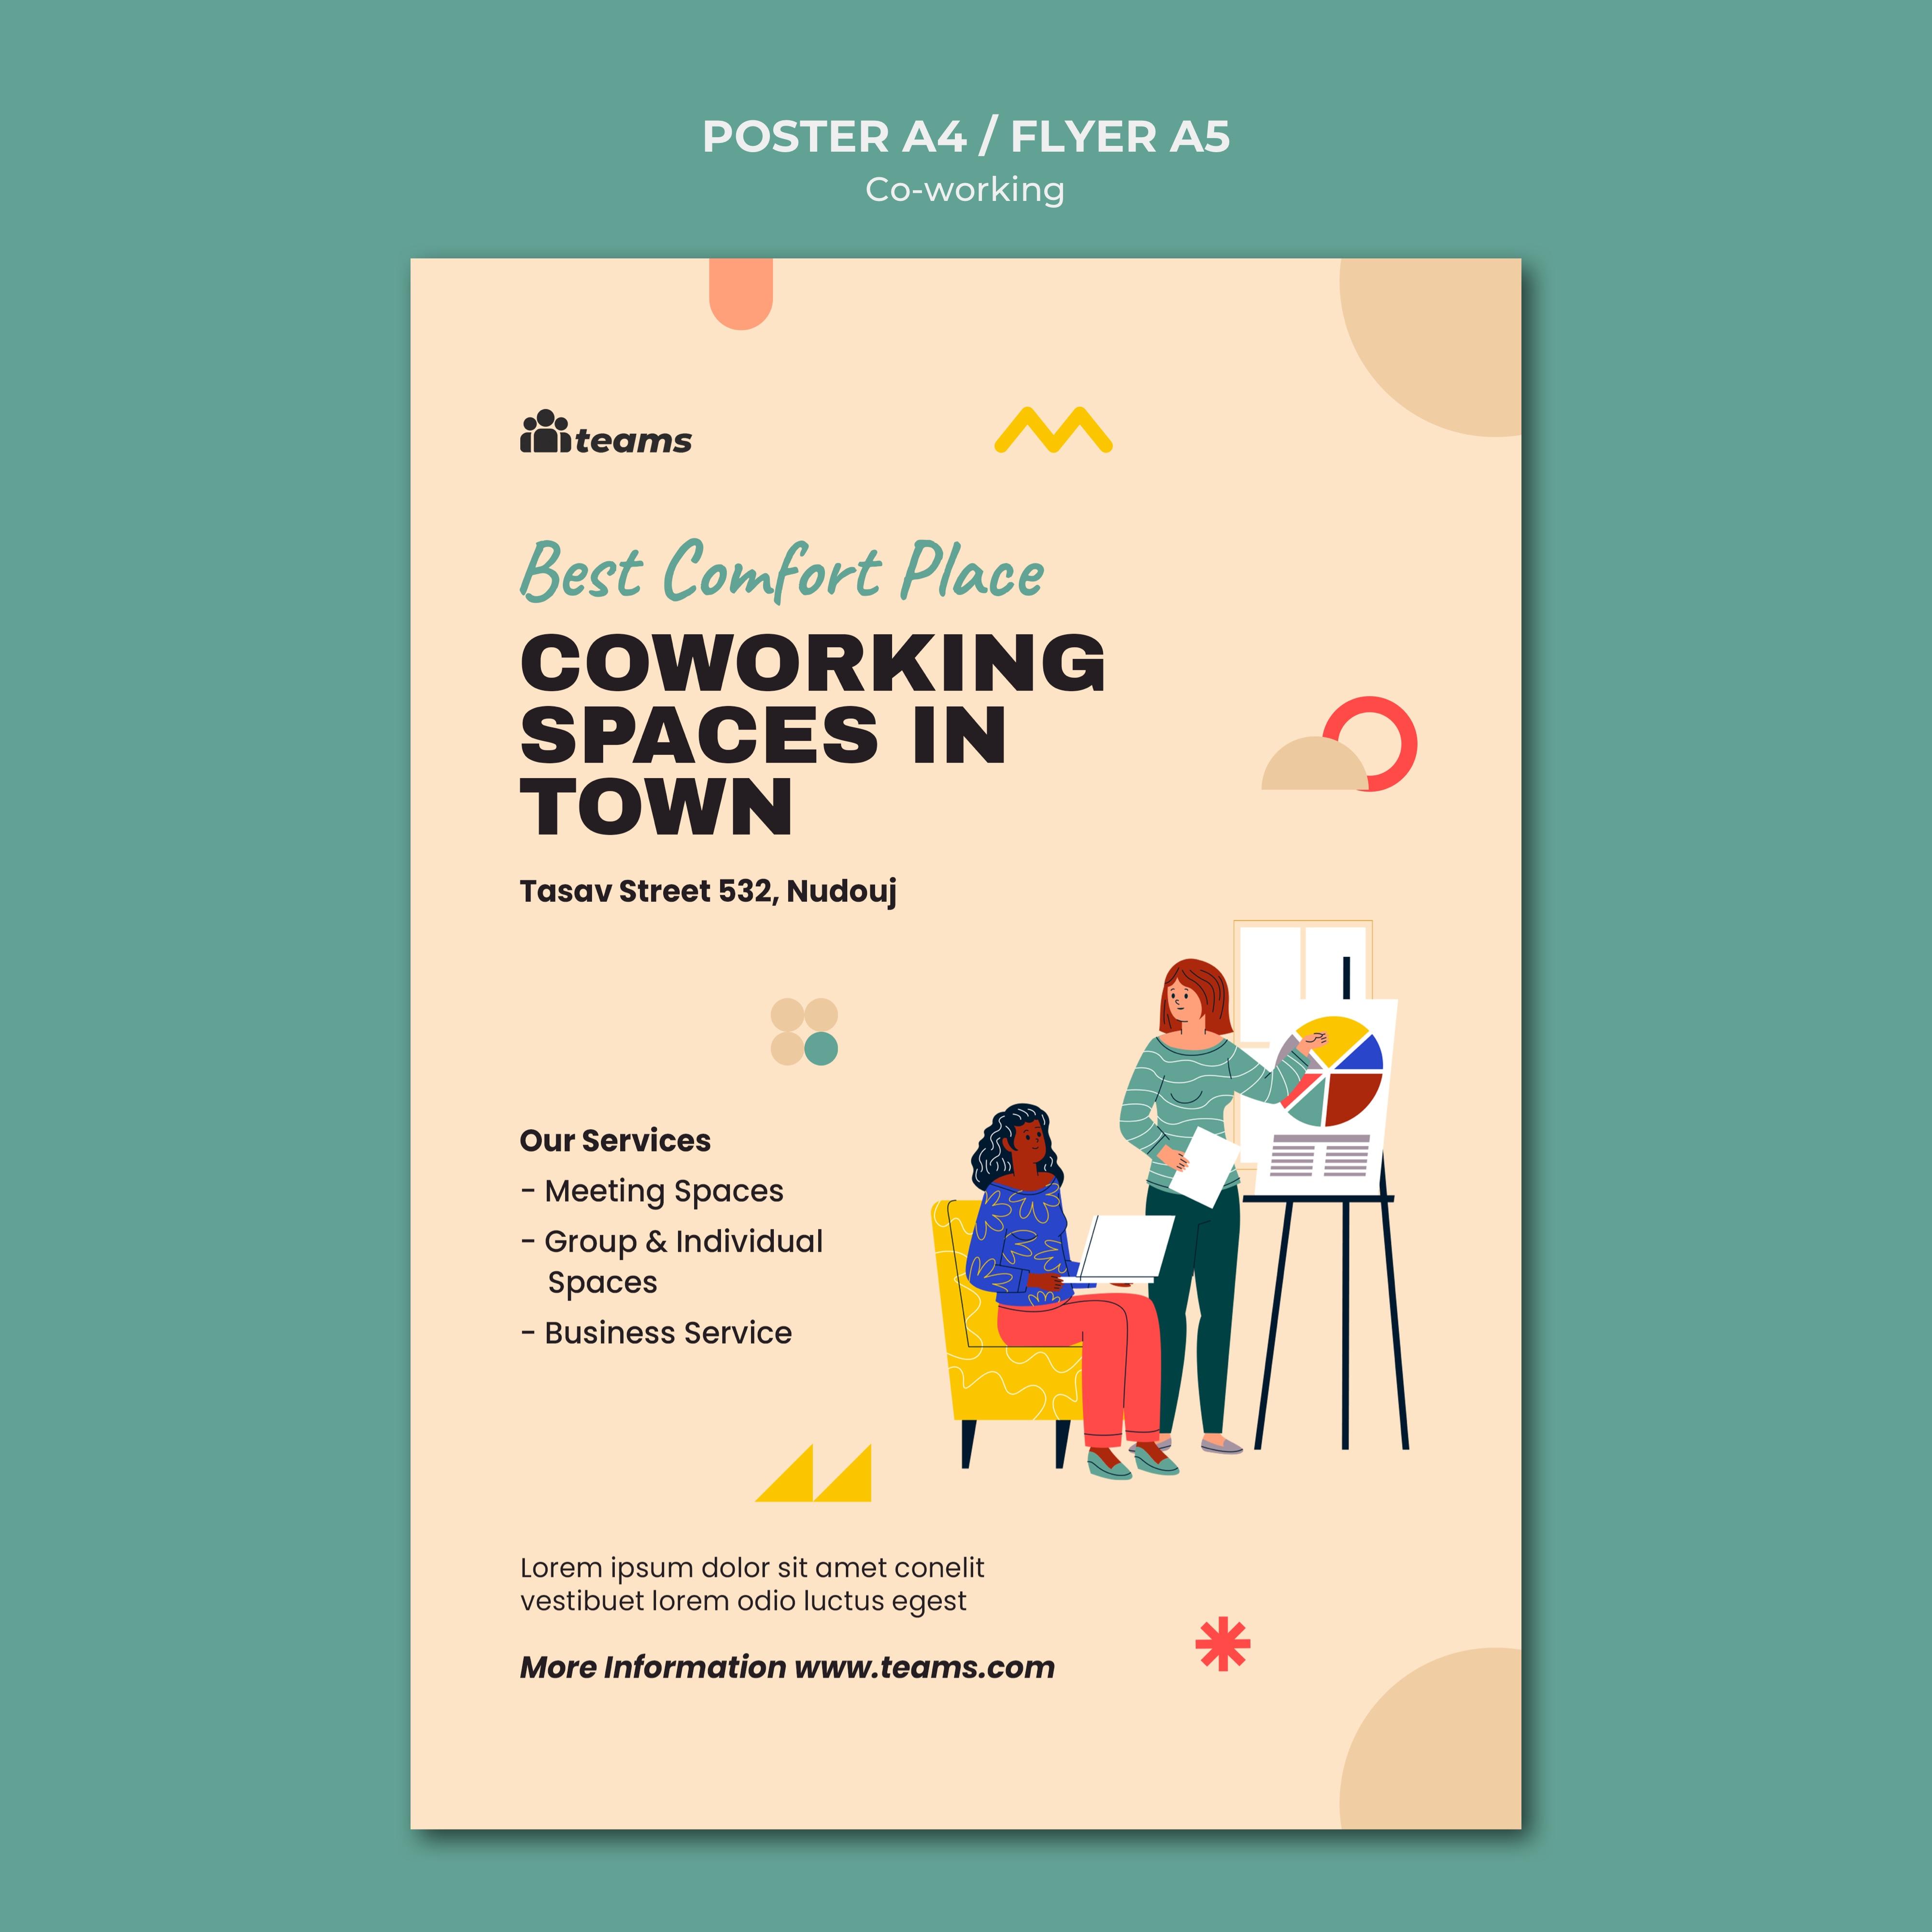 POSTER A4 / FLYER A5
Co-working
teams
Best Comfort Place
COWORKING
SPACES IN
TOWN
Tasav Street 532, Nudouj
Our Services
- Meeting Spaces
- Group & Individual
Spaces
- Business Service
Lorem ipsum dolor sit amet conelit
vestibuet lorem odio luctus egest
More Information www.teams.com